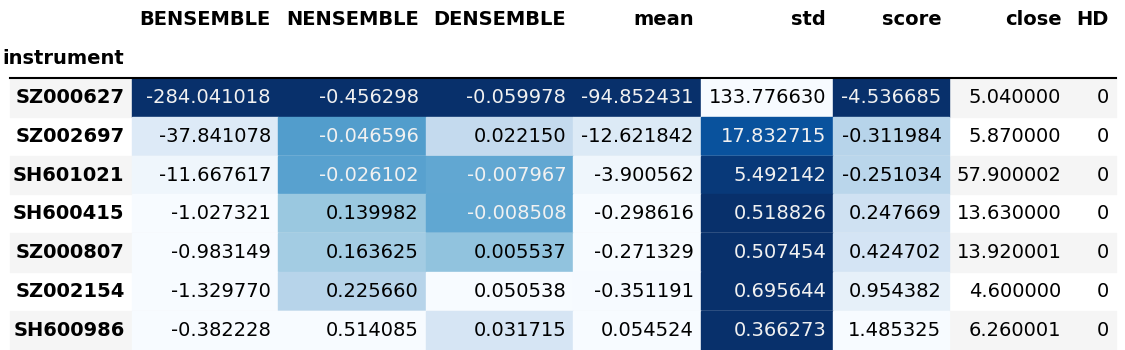 BENSEMBLE NENSEMBLE DENSEMBLE mean std score close HD
instrument
SZ000627 -284.041018 -0.456298 -0.059978 -94.852431 133.776630 -4.536685 5.040000 0
SZ002697 -37.841078 -0.046596 0.022150 -12.621842 17.832715 -0.311984 5.870000 0
SH601021 -11.667617 -0.026102 -0.007967 -3.900562 5.492142 -0.251034 57.900002 0
SH600415 -1.027321 0.139982 -0.008508 -0.298616 0.518826 0.247669 13.630000 0
SZ000807 -0.983149 0.163625 0.005537 -0.271329 0.507454 0.424702 13.920001 0
SZ002154 -1.329770 0.225660 0.050538 -0.351191 0.695644 0.954382 4.600000 0
SH600986 -0.382228 0.514085 0.031715 0.054524 0.366273 1.485325 6.260001 0